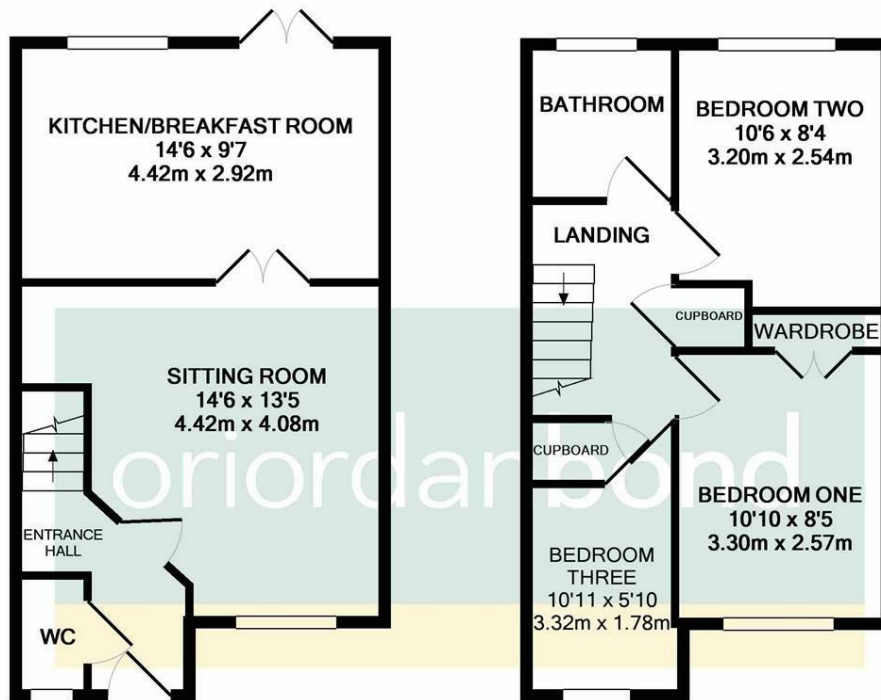 KITCHEN/BREAKFAST ROOM
14'6 x 9'7
4.42m x 2.92m
SITTING ROOM
14'6 x 13'5
4.42m x 4.08m
ENTRANCE
HALL
WC
BATHROOM
BEDROOM TWO
10'6 x 8'4
3.20m x 2.54m
LANDING
CUPBOARD
WARDROBE
CUPBOARD
BEDROOM ONE
10'10 x 8'5
3.30m x 2.57m
BEDROOM
THREE
10'11 x 5'10
3.32m x 1.78m
oriordan bond